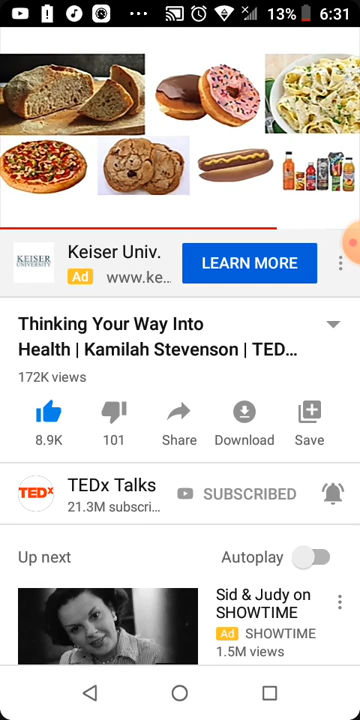 13% 6:31
KEISER UNIVERSITY
Keiser Univ.
Ad www.ke...
LEARN MORE
Thinking Your Way Into
Health | Kamilah Stevenson | TED...
172K views
8.9K 101 Share Download Save
TEDx
TEDx Talks
21.3M subscri...
SUBSCRIBED
Up next Autoplay
Sid & Judy on
SHOWTIME
Ad SHOWTIME
1.5M views